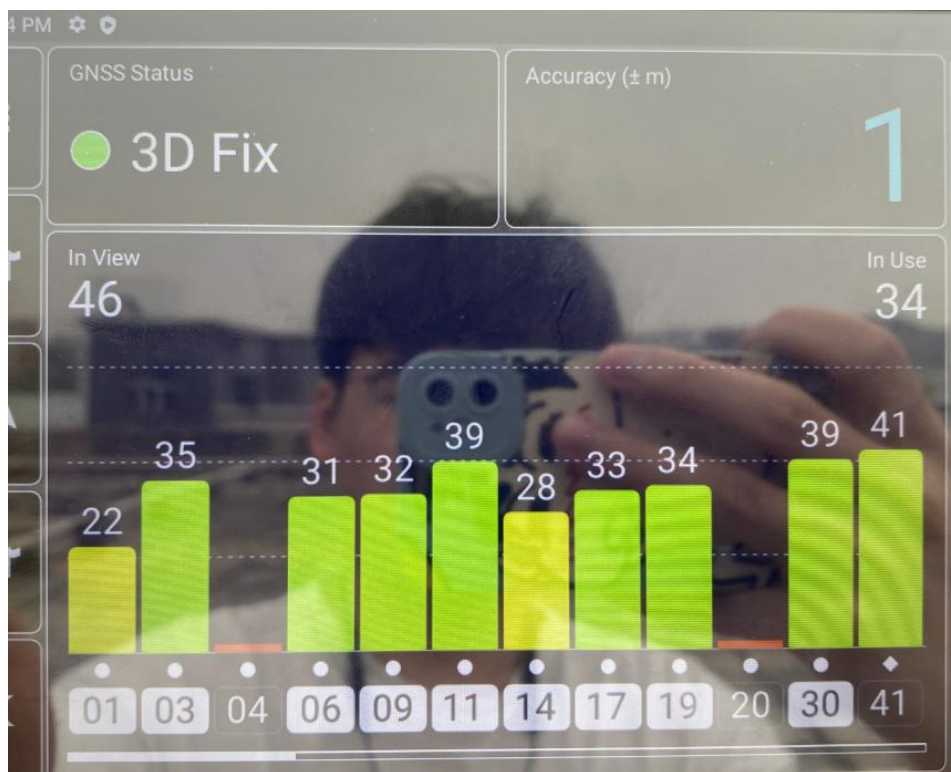 4 PM
GNSS Status
Accuracy (± m)
3D Fix
1
In View
In Use
46
34
22 35 31 32 39 28 33 34 39 41
01 03 04 06 09 11 14 17 19 20 30 41